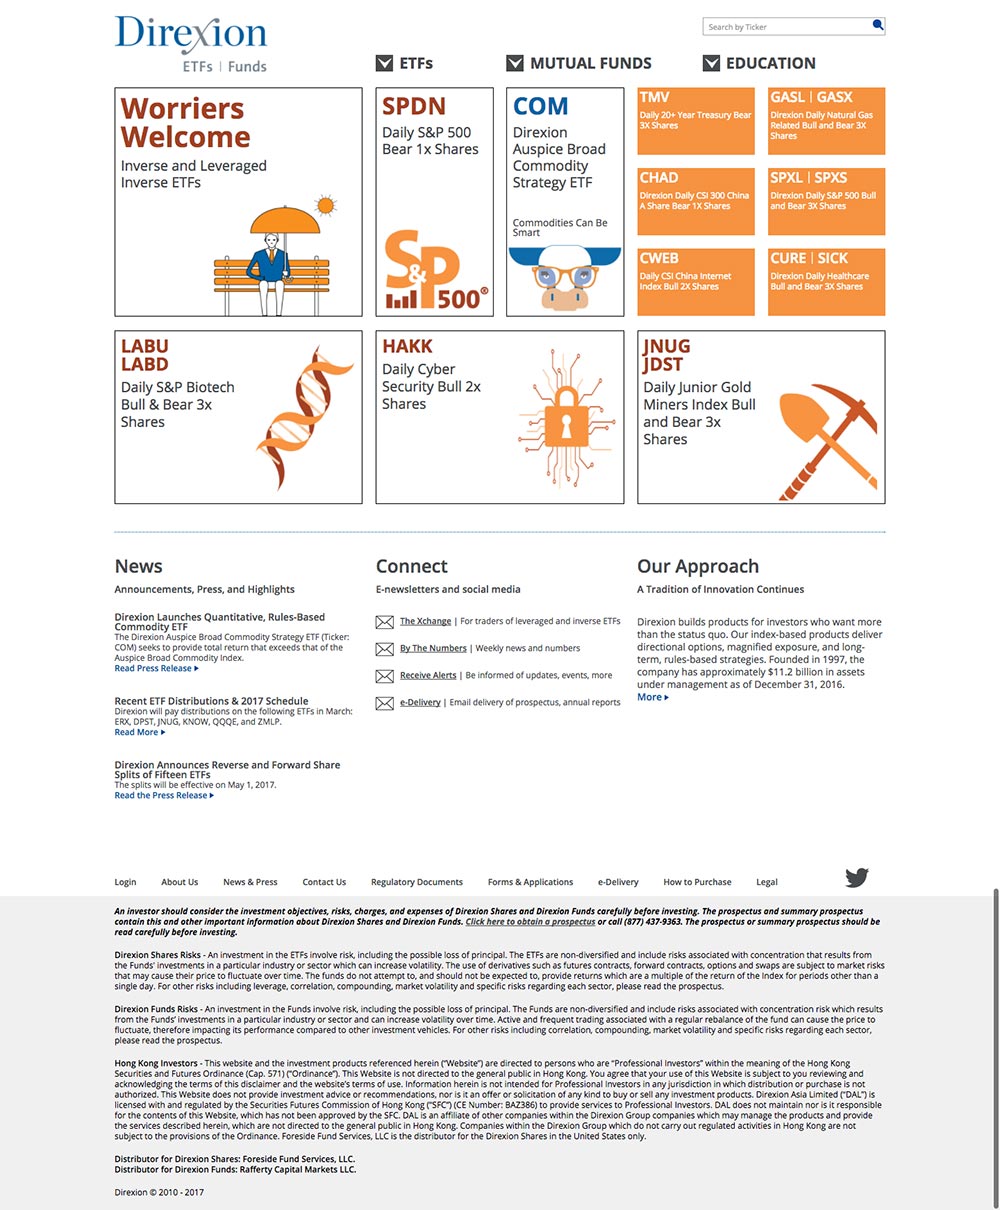 Direxion
ETFs | Funds
Search by Ticker
ETFs
MUTUAL FUNDS
EDUCATION
Worriers
Welcome
Inverse and Leveraged
Inverse ETFs
SPDN
Daily S&P 500
Bear 1x Shares
S&P
500®
COM
Direxion
Auspice Broad
Commodity
Strategy ETF
Commodities Can Be
Smart
TMV
Daily 20+ Year Treasury Bear
3X Shares
GASL | GASX
Direxion Daily Natural Gas
Related Bull and Bear 3X
Shares
CHAD
Direxion Daily CSI 300 China
A Share Bear 1X Shares
SPXL | SPXS
Direxion Daily S&P 500 Bull
and Bear 3X Shares
CWEB
Daily CSI China Internet
Index Bull 2X Shares
CURE | SICK
Direxion Daily Healthcare
Bull and Bear 3X Shares
LABU
LABD
Daily S&P Biotech
Bull & Bear 3x
Shares
HAKK
Daily Cyber
Security Bull 2x
Shares
JNUG
JDST
Daily Junior Gold
Miners Index Bull
and Bear 3x
Shares
News
Announcements, Press, and Highlights
Direxion Launches Quantitative, Rules-Based
Commodity ETF
The Direxion Auspice Broad Commodity Strategy ETF (Ticker:
COM) seeks to provide total return that exceeds that of the
Auspice Broad Commodity Index.
Read Press Release
Recent ETF Distributions & 2017 Schedule
Direxion will pay distributions on the following ETFs in March:
ERX, DPST, JNUG, KNOW, QQQE, and ZMLP.
Read More
Direxion Announces Reverse and Forward Share
Splits of Fifteen ETFs
The splits will be effective on May 1, 2017.
Read the Press Release
Connect
E-newsletters and social media
The Xchange | For traders of leveraged and inverse ETFs
By The Numbers | Weekly news and numbers
Receive Alerts | Be informed of updates, events, more
e-Delivery | Email delivery of prospectus, annual reports
Our Approach
A Tradition of Innovation Continues
Direxion builds products for investors who want more
than the status quo. Our index-based products deliver
directional options, magnified exposure, and long-
term, rules-based strategies. Founded in 1997, the
company has approximately $11.2 billion in assets
under management as of December 31, 2016.
More
Login About Us News & Press Contact Us Regulatory Documents Forms & Applications e-Delivery How to Purchase Legal
An investor should consider the investment objectives, risks, charges, and expenses of Direxion Shares and Direxion Funds carefully before investing. The prospectus and summary prospectus
contain this and other important information about Direxion Shares and Direxion Funds. Click here to obtain a prospectus or call (877) 437-9363. The prospectus or summary prospectus should be
read carefully before investing.
Direxion Shares Risks - An investment in the ETFs involve risk, including the possible loss of principal. The ETFs are non-diversified and include risks associated with concentration that results from
the Funds' investments in a particular industry or sector which can increase volatility. The use of derivatives such as futures contracts, forward contracts, options and swaps are subject to market risks
that may cause their price to fluctuate over time. The funds do not attempt to, and should not be expected to, provide returns which are a multiple of the return of the Index for periods other than a
single day. For other risks including leverage, correlation, compounding, market volatility and specific risks regarding each sector, please read the prospectus.
Direxion Funds Risks - An investment in the Funds involve risk, including the possible loss of principal. The Funds are non-diversified and include risks associated with concentration risk which results
from the Funds' investments in a particular industry or sector and can increase volatility over time. Active and frequent trading associated with a regular rebalance of the fund can cause the price to
fluctuate, therefore impacting its performance compared to other investment vehicles. For other risks including correlation, compounding, market volatility and specific risks regarding each sector,
please read the prospectus.
Hong Kong Investors - This website and the investment products referenced herein ("Website") are directed to persons who are "Professional Investors" within the meaning of the Hong Kong
Securities and Futures Ordinance (Cap. 571) ("Ordinance"). This Website is not directed to the general public in Hong Kong. You agree that your use of this Website is subject to you reviewing and
acknowledging the terms of this disclaimer and the website's terms of use. Information herein is not intended for Professional Investors in any jurisdiction in which distribution or purchase is not
authorized. This Website does not provide investment advice or recommendations, nor is it an offer or solicitation of any kind to buy or sell any investment products. Direxion Asia Limited ("DAL") is
licensed with and regulated by the Securities Futures Commission of Hong Kong ("SFC") (CE Number: BAZ386) to provide services to Professional Investors. DAL does not maintain nor is it responsible
for the contents of this Website, which has not been approved by the SFC. DAL is an affiliate of other companies within the Direxion Group companies which may manage the products and provide
the services described herein, which are not directed to the general public in Hong Kong. Companies within the Direxion Group which do not carry out regulated activities in Hong Kong are not
subject to the provisions of the Ordinance. Foreside Fund Services, LLC is the distributor for the Direxion Shares in the United States only.
Distributor for Direxion Shares: Foreside Fund Services, LLC.
Distributor for Direxion Funds: Rafferty Capital Markets LLC.
Direxion © 2010 - 2017